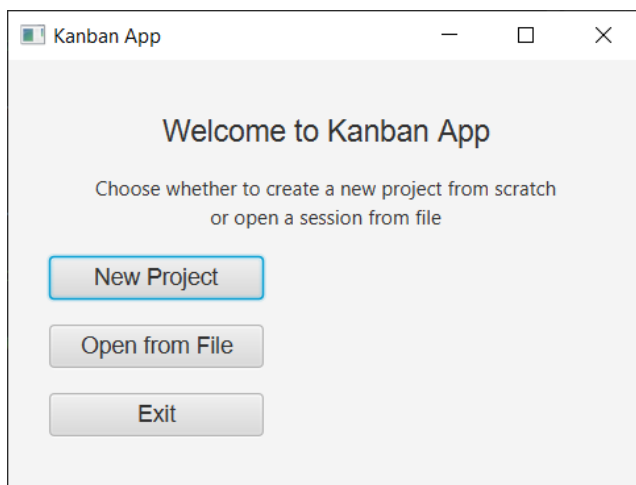 Kanban App
Welcome to Kanban App
Choose whether to create a new project from scratch
or open a session from file
New Project
Open from File
Exit